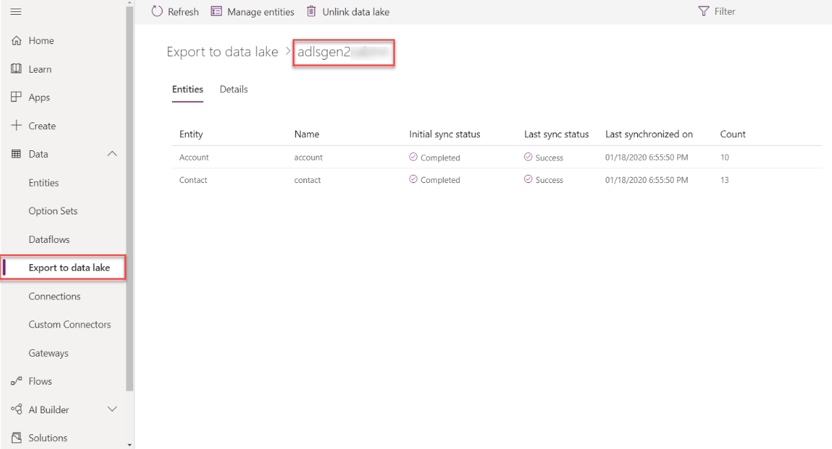 Refresh Manage entities Unlink data lake Filter
Home
Learn
Apps
Create
Data
Entities
Option Sets
Dataflows
Export to data lake
Connections
Custom Connectors
Gateways
Flows
AI Builder
Solutions
Export to data lake > adlsgen2
Entities Details
Entity Name Initial sync status Last sync status Last synchronized on Count
Account account Completed Success 01/18/2020 6:55:50 PM 10
Contact contact Completed Success 01/18/2020 6:55:50 PM 13